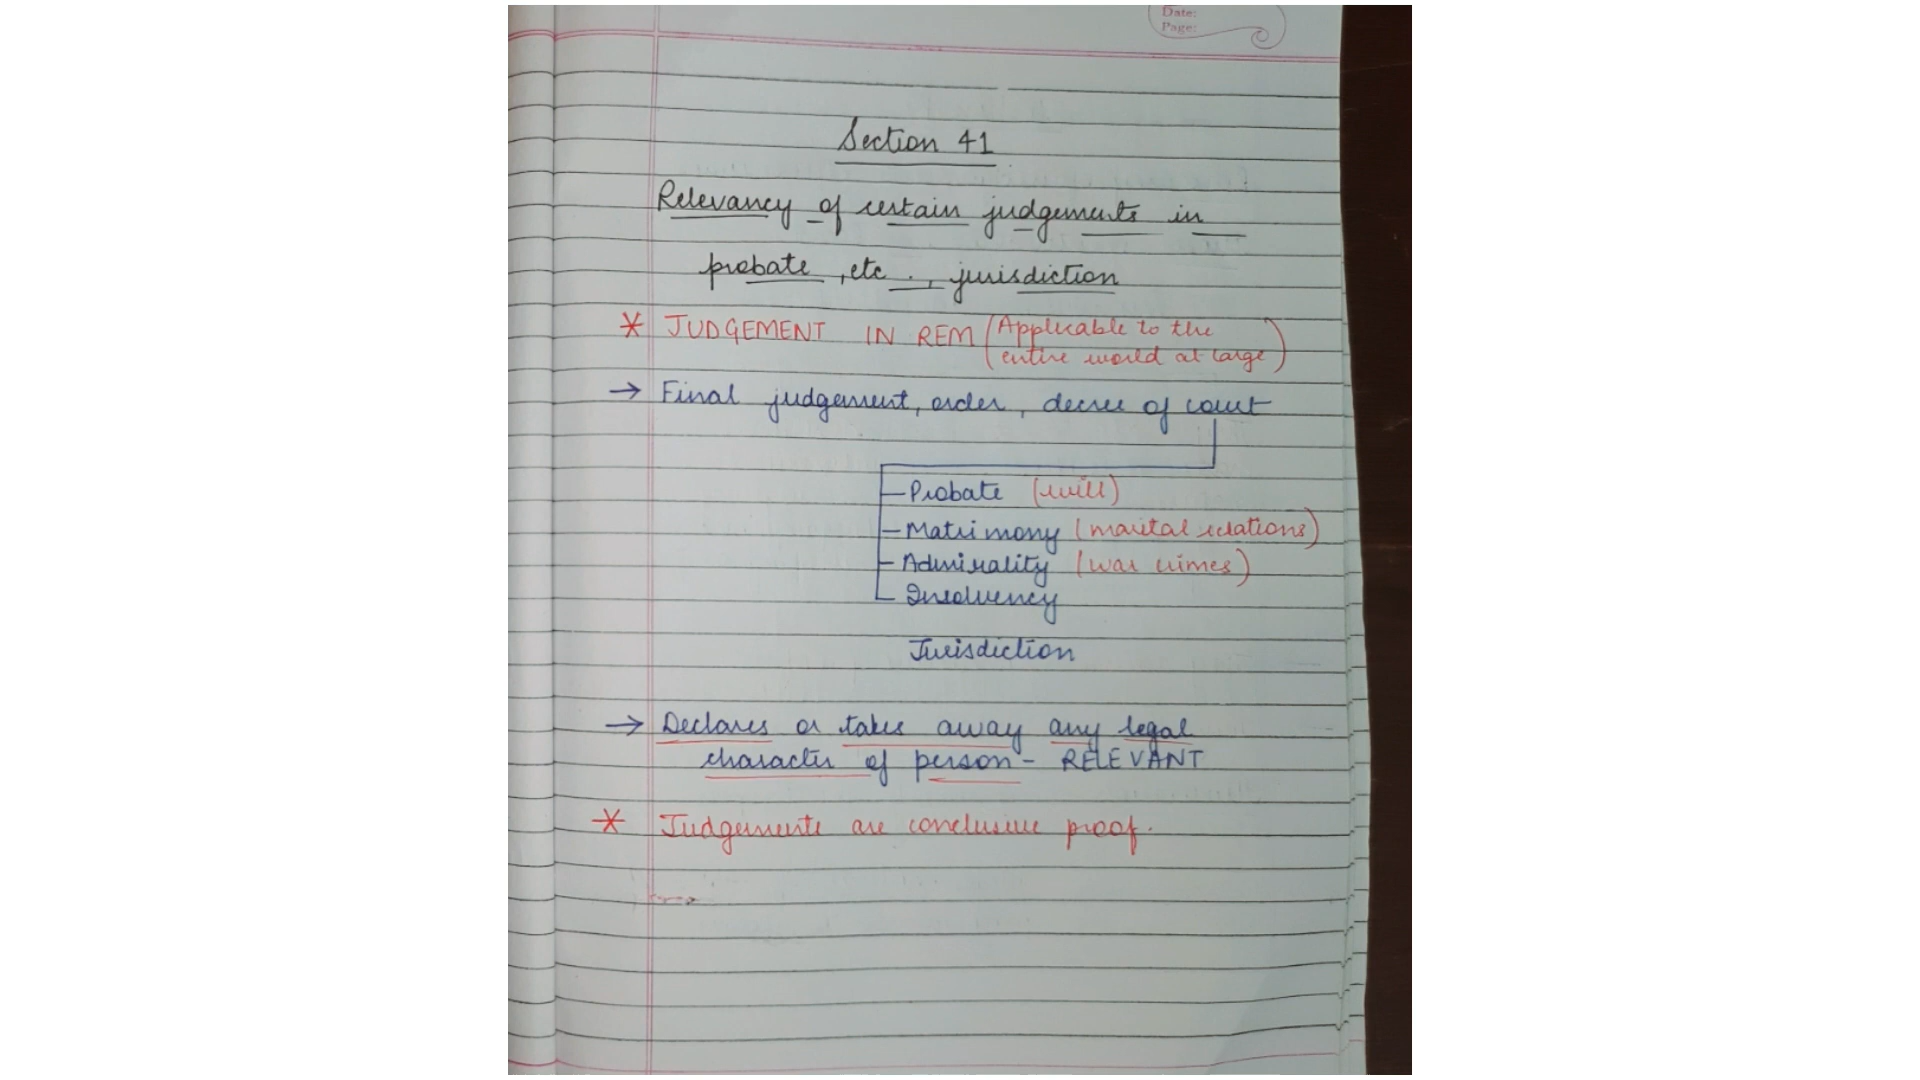 Date:
Page:
Section 41
Relevancy of certain judgements in
probate, etc., jurisdiction
* JUDGEMENT IN REM (Applicable to the
entire world at large)
→ Final judgement, order, decree of court
- Probate (will)
- Matrimony (marital relations)
- Admirality (war crimes)
- Insolvency
Jurisdiction
→ Declares or takes away any legal
character of person - RELEVANT
* Judgements are conclusive proof.